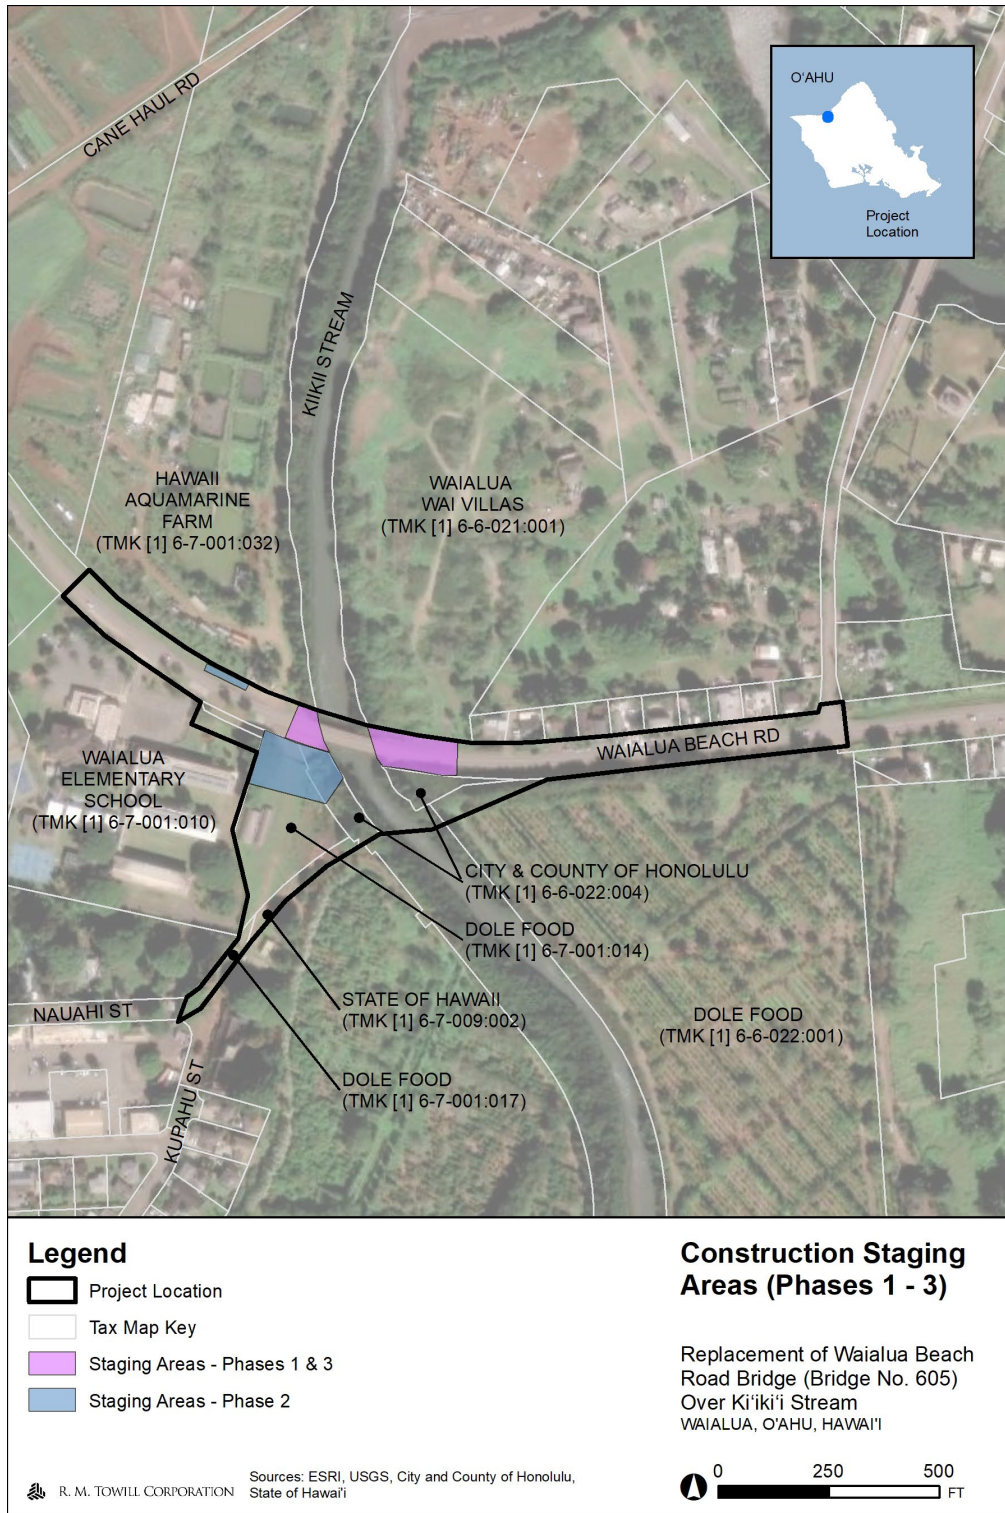 O'AHU
Project
Location
CANE HAUL RD
KIIKII STREAM
HAWAII
AQUAMARINE
FARM
(TMK [1] 6-7-001:032)
WAIALUA
WAI VILLAS
(TMK [1] 6-6-021:001)
WAIALUA BEACH RD
WAIALUA
ELEMENTARY
SCHOOL
(TMK [1] 6-7-001:010)
CITY & COUNTY OF HONOLULU
(TMK [1] 6-6-022:004)
DOLE FOOD
(TMK [1] 6-7-001:014)
STATE OF HAWAII
(TMK [1] 6-7-009:002)
DOLE FOOD
(TMK [1] 6-6-022:001)
NAUAHI ST
DOLE FOOD
(TMK [1] 6-7-001:017)
KUPAHU ST
Legend
Project Location
Tax Map Key
Staging Areas - Phases 1 & 3
Staging Areas - Phase 2
Construction Staging
Areas (Phases 1 - 3)
Replacement of Waialua Beach
Road Bridge (Bridge No. 605)
Over Ki‘iki‘i Stream
WAIALUA, O'AHU, HAWAI'I
R. M. TOWILL CORPORATION
Sources: ESRI, USGS, City and County of Honolulu,
State of Hawai'i
0 250 500
FT